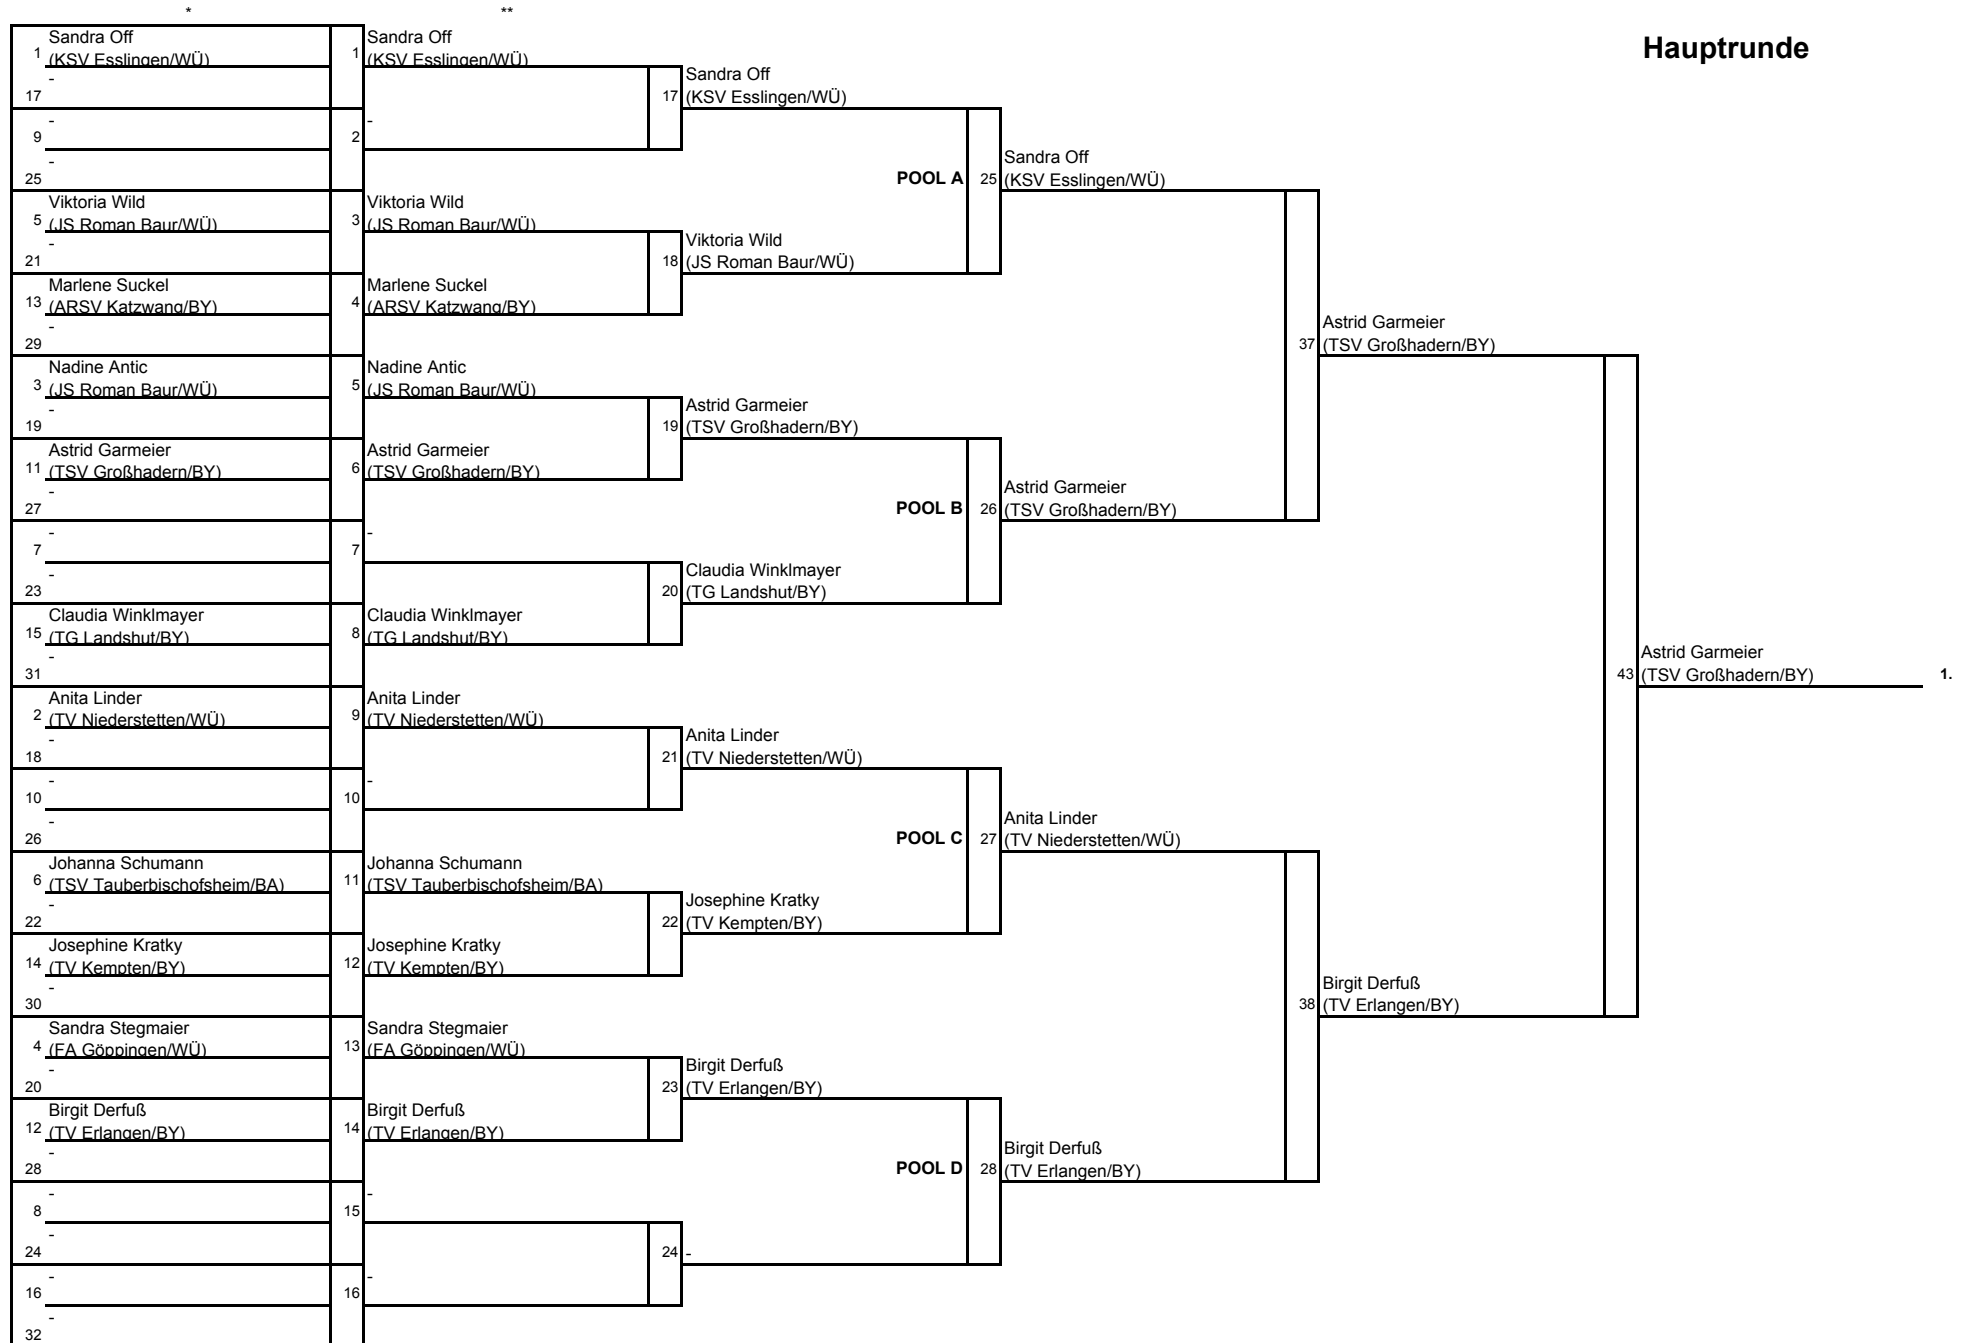 * **
Hauptrunde
Sandra Off Sandra Off
1 (KSV Esslingen/WÜ) 1 (KSV Esslingen/WÜ)
- Sandra Off
17 17 (KSV Esslingen/WÜ)
- -
9 2
- Sandra Off
25 POOL A 25 (KSV Esslingen/WÜ)
Viktoria Wild Viktoria Wild
5 (JS Roman Baur/WÜ) 3 (JS Roman Baur/WÜ)
- Viktoria Wild
21 18 (JS Roman Baur/WÜ)
Marlene Suckel Marlene Suckel
13 (ARSV Katzwang/BY) 4 (ARSV Katzwang/BY)
- Astrid Garmeier
29 37 (TSV Großhadern/BY)
Nadine Antic Nadine Antic
3 (JS Roman Baur/WÜ) 5 (JS Roman Baur/WÜ)
- Astrid Garmeier
19 19 (TSV Großhadern/BY)
Astrid Garmeier Astrid Garmeier
11 (TSV Großhadern/BY) 6 (TSV Großhadern/BY)
- Astrid Garmeier
27 POOL B 26 (TSV Großhadern/BY)
- -
7 7
- Claudia Winklmayer
23 20 (TG Landshut/BY)
Claudia Winklmayer Claudia Winklmayer
15 (TG Landshut/BY) 8 (TG Landshut/BY)
- Astrid Garmeier
31 43 (TSV Großhadern/BY) 1.
Anita Linder Anita Linder
2 (TV Niederstetten/WÜ) 9 (TV Niederstetten/WÜ)
- Anita Linder
18 21 (TV Niederstetten/WÜ)
- -
10 10
- Anita Linder
26 POOL C 27 (TV Niederstetten/WÜ)
Johanna Schumann Johanna Schumann
6 (TSV Tauberbischofsheim/BA) 11 (TSV Tauberbischofsheim/BA)
- Josephine Kratky
22 22 (TV Kempten/BY)
Josephine Kratky Josephine Kratky
14 (TV Kempten/BY) 12 (TV Kempten/BY)
- Birgit Derfuß
30 38 (TV Erlangen/BY)
Sandra Stegmaier Sandra Stegmaier
4 (FA Göppingen/WÜ) 13 (FA Göppingen/WÜ)
- Birgit Derfuß
20 23 (TV Erlangen/BY)
Birgit Derfuß Birgit Derfuß
12 (TV Erlangen/BY) 14 (TV Erlangen/BY)
- Birgit Derfuß
28 POOL D 28 (TV Erlangen/BY)
- -
8 15
-
24 24 -
- -
16 16
-
32